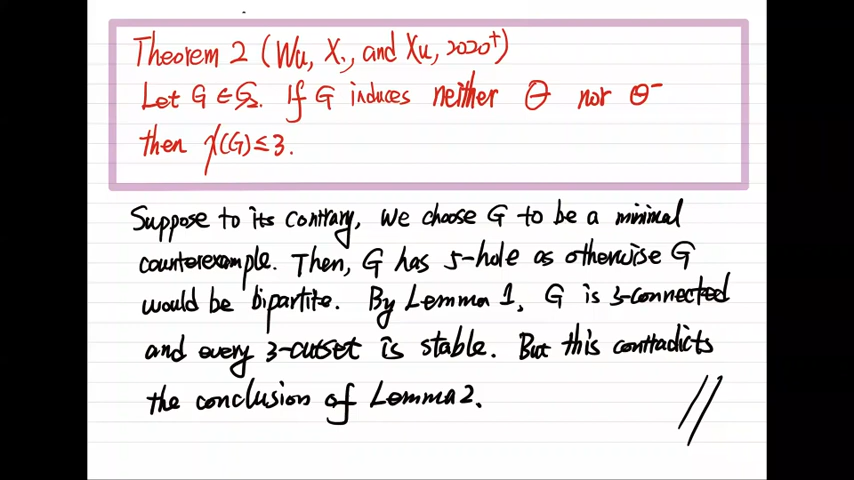 Theorem 2 (Wu, X., and Xu, 2020⁺)
Let G ∈ 𝒢₂. If G induces neither Θ nor Θ⁻
then χ(G) ≤ 3.
Suppose to its contrary, we choose G to be a minimal
counterexample. Then, G has 5-hole as otherwise G
would be bipartite. By Lemma 1, G is 3-connected
and every 3-cutset is stable. But this contradicts
the conclusion of Lemma 2. //